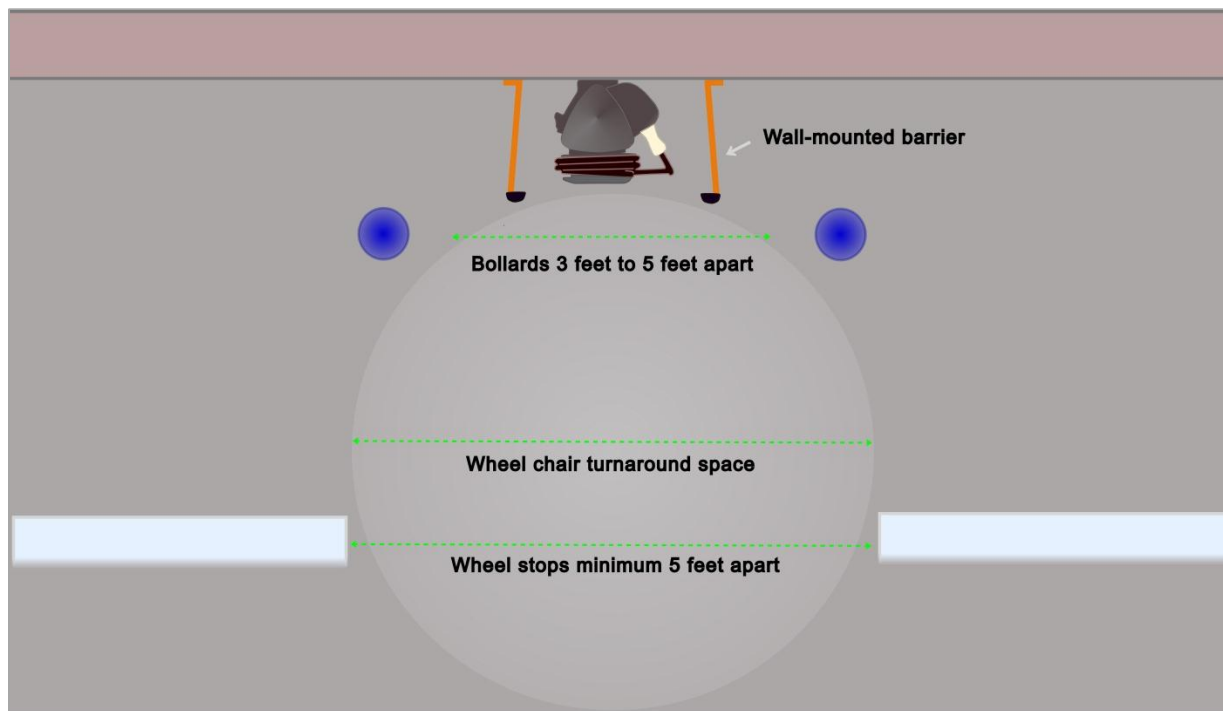 Wall-mounted barrier
Bollards 3 feet to 5 feet apart
Wheel chair turnaround space
Wheel stops minimum 5 feet apart